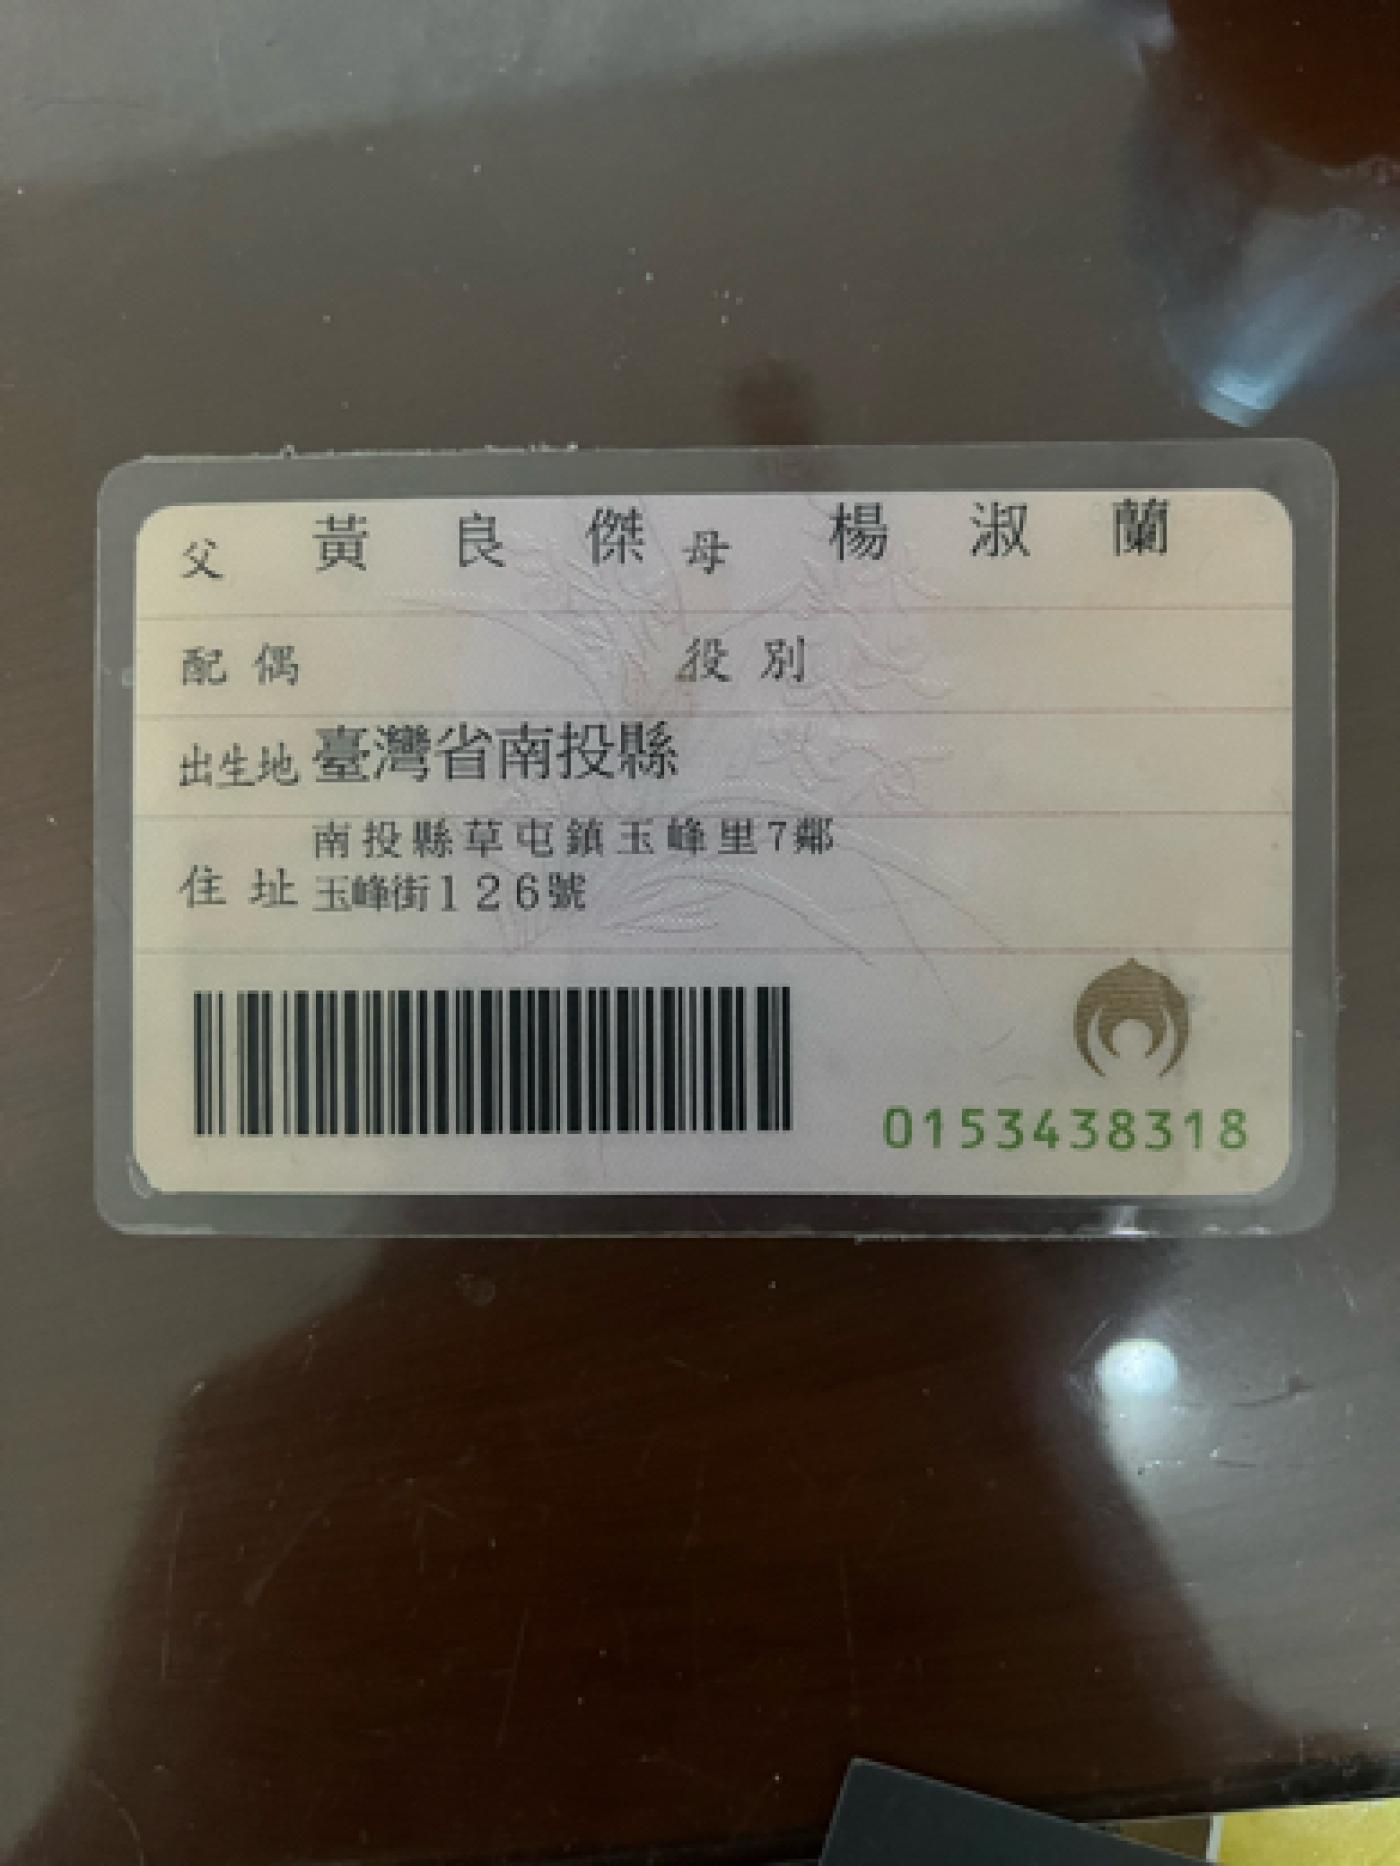 父 黃良傑 母 楊淑蘭
配偶 役別
出生地 臺灣省南投縣
南投縣草屯鎮玉峰里7鄰
住址 玉峰街126號
0153438318